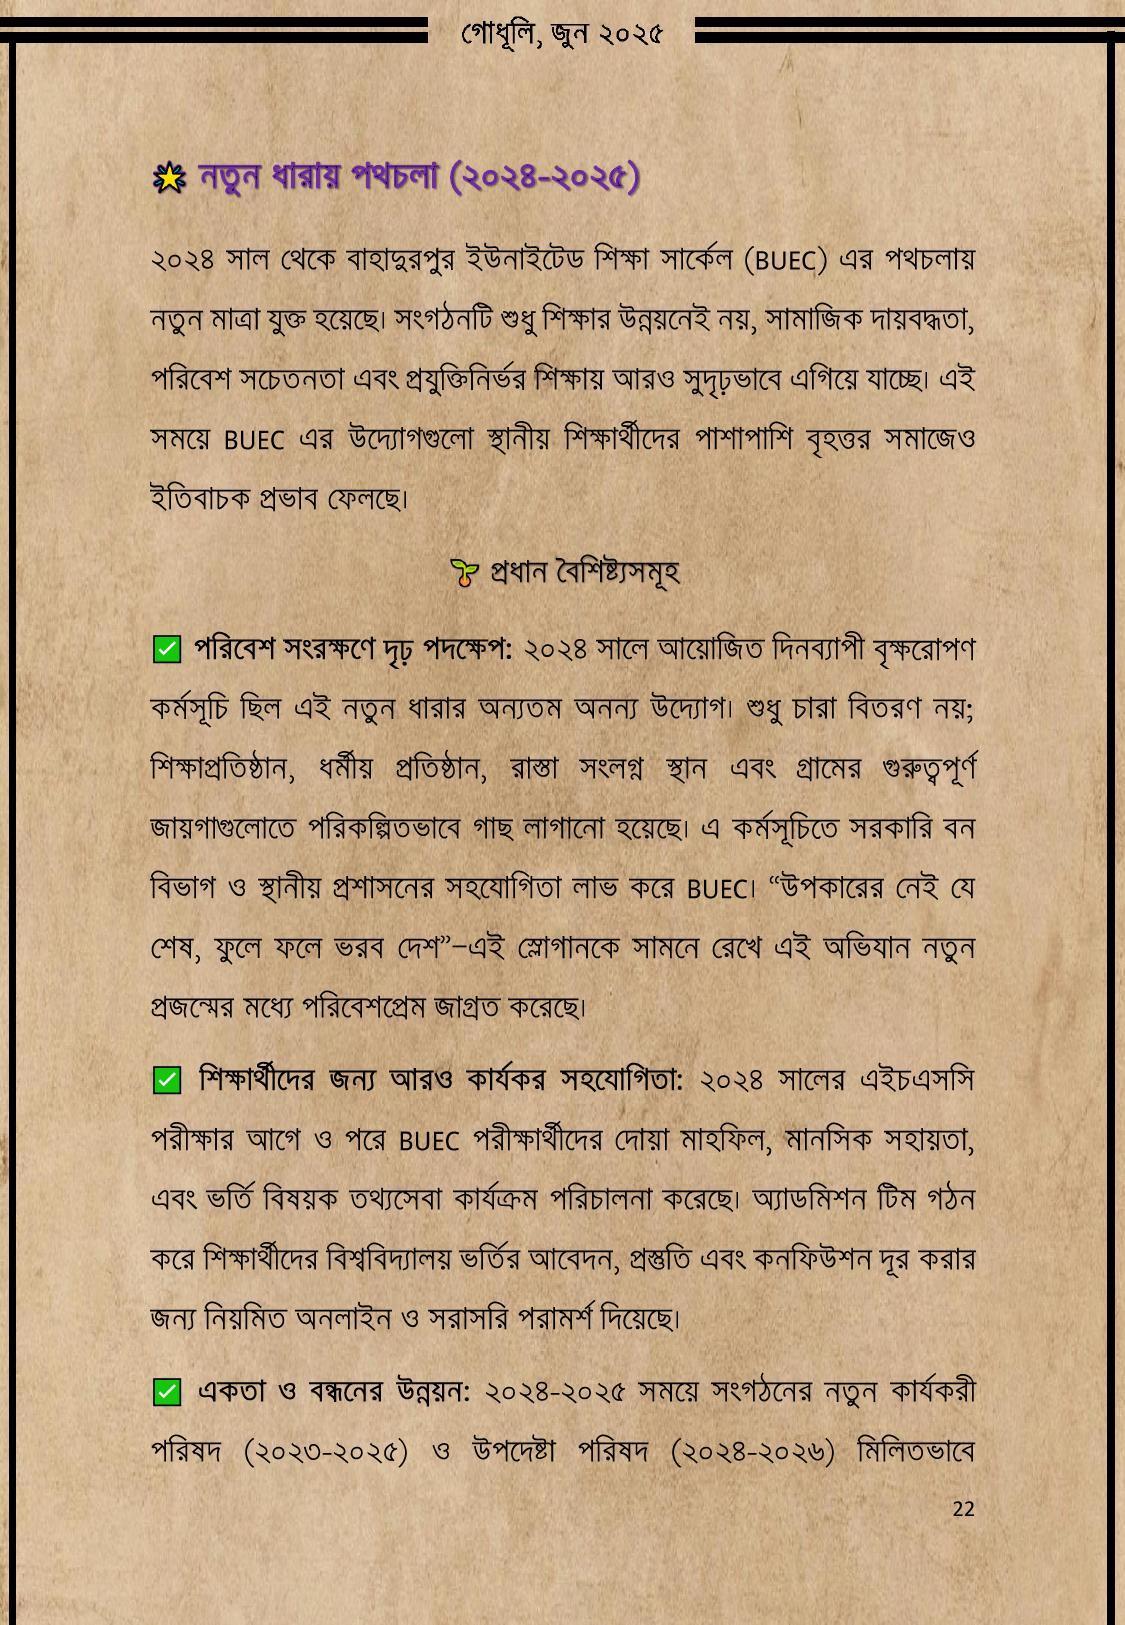 গোধূলি, জুন ২০২৫
নতুন ধারায় পথচলা (২০২৪-২০২৫)
২০২৪ সাল থেকে বাহাদুরপুর ইউনাইটেড শিক্ষা সার্কেল (BUEC) এর পথচলায়
নতুন মাত্রা যুক্ত হয়েছে। সংগঠনটি শুধু শিক্ষার উন্নয়নেই নয়, সামাজিক দায়বদ্ধতা,
পরিবেশ সচেতনতা এবং প্রযুক্তিনির্ভর শিক্ষায় আরও সুদৃঢ়ভাবে এগিয়ে যাচ্ছে। এই
সময়ে BUEC এর উদ্যোগগুলো স্থানীয় শিক্ষার্থীদের পাশাপাশি বৃহত্তর সমাজেও
ইতিবাচক প্রভাব ফেলছে।
🌱 প্রধান বৈশিষ্ট্যসমূহ
✅ পরিবেশ সংরক্ষণে দৃঢ় পদক্ষেপ: ২০২৪ সালে আয়োজিত দিনব্যাপী বৃক্ষরোপণ
কর্মসূচি ছিল এই নতুন ধারার অন্যতম অনন্য উদ্যোগ। শুধু চারা বিতরণ নয়;
শিক্ষাপ্রতিষ্ঠান, ধর্মীয় প্রতিষ্ঠান, রাস্তা সংলগ্ন স্থান এবং গ্রামের গুরুত্বপূর্ণ
জায়গাগুলোতে পরিকল্পিতভাবে গাছ লাগানো হয়েছে। এ কর্মসূচিতে সরকারি বন
বিভাগ ও স্থানীয় প্রশাসনের সহযোগিতা লাভ করে BUEC। “উপকারের নেই যে
শেষ, ফুলে ফলে ভরব দেশ”–এই স্লোগানকে সামনে রেখে এই অভিযান নতুন
প্রজন্মের মধ্যে পরিবেশপ্রেম জাগ্রত করেছে।
✅ শিক্ষার্থীদের জন্য আরও কার্যকর সহযোগিতা: ২০২৪ সালের এইচএসসি
পরীক্ষার আগে ও পরে BUEC পরীক্ষার্থীদের দোয়া মাহফিল, মানসিক সহায়তা,
এবং ভর্তি বিষয়ক তথ্যসেবা কার্যক্রম পরিচালনা করেছে। অ্যাডমিশন টিম গঠন
করে শিক্ষার্থীদের বিশ্ববিদ্যালয় ভর্তির আবেদন, প্রস্তুতি এবং কনফিউশন দূর করার
জন্য নিয়মিত অনলাইন ও সরাসরি পরামর্শ দিয়েছে।
✅ একতা ও বন্ধনের উন্নয়ন: ২০২৪-২০২৫ সময়ে সংগঠনের নতুন কার্যকরী
পরিষদ (২০২৩-২০২৫) ও উপদেষ্টা পরিষদ (২০২৪-২০২৬) মিলিতভাবে
22